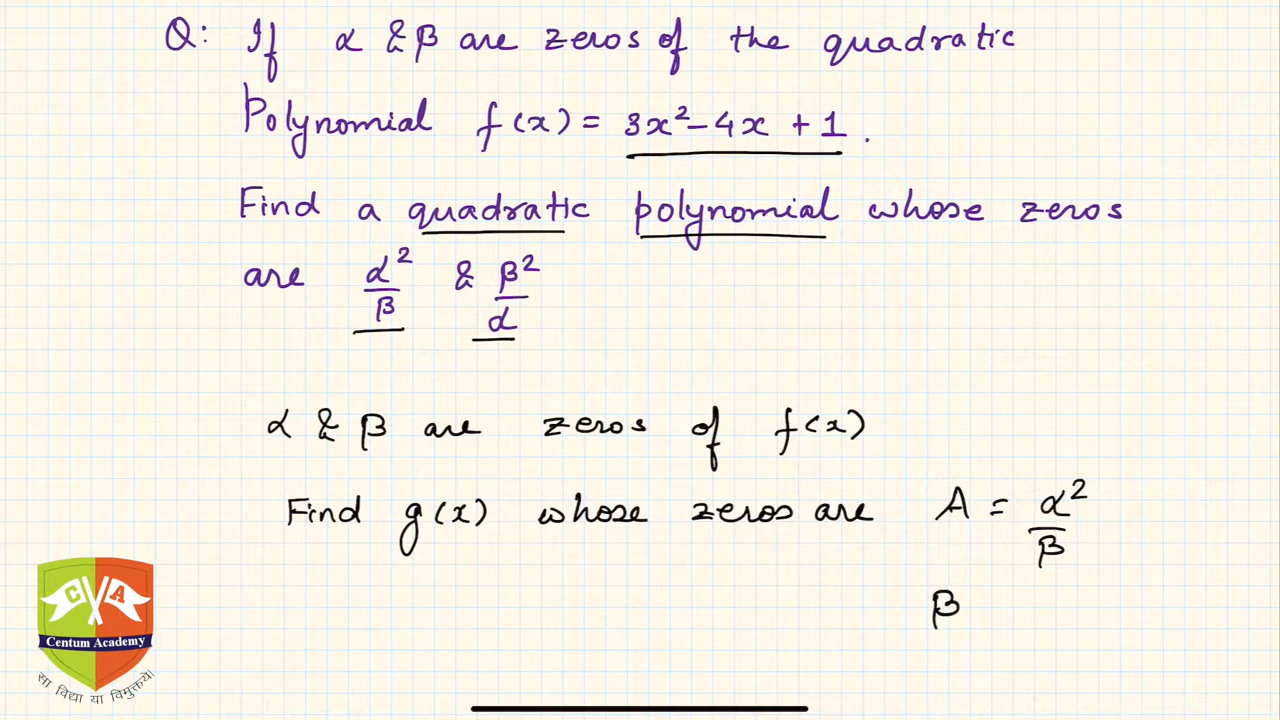 Q: If α & β are zeros of the quadratic
Polynomial f(x) = 3x² - 4x + 1.
Find a quadratic polynomial whose zeros
are α²/β & β²/α
α & β are zeros of f(x)
Find g(x) whose zeros are A = α²/β
β
C A
Centum Academy
सा विद्या या विमुक्तये।